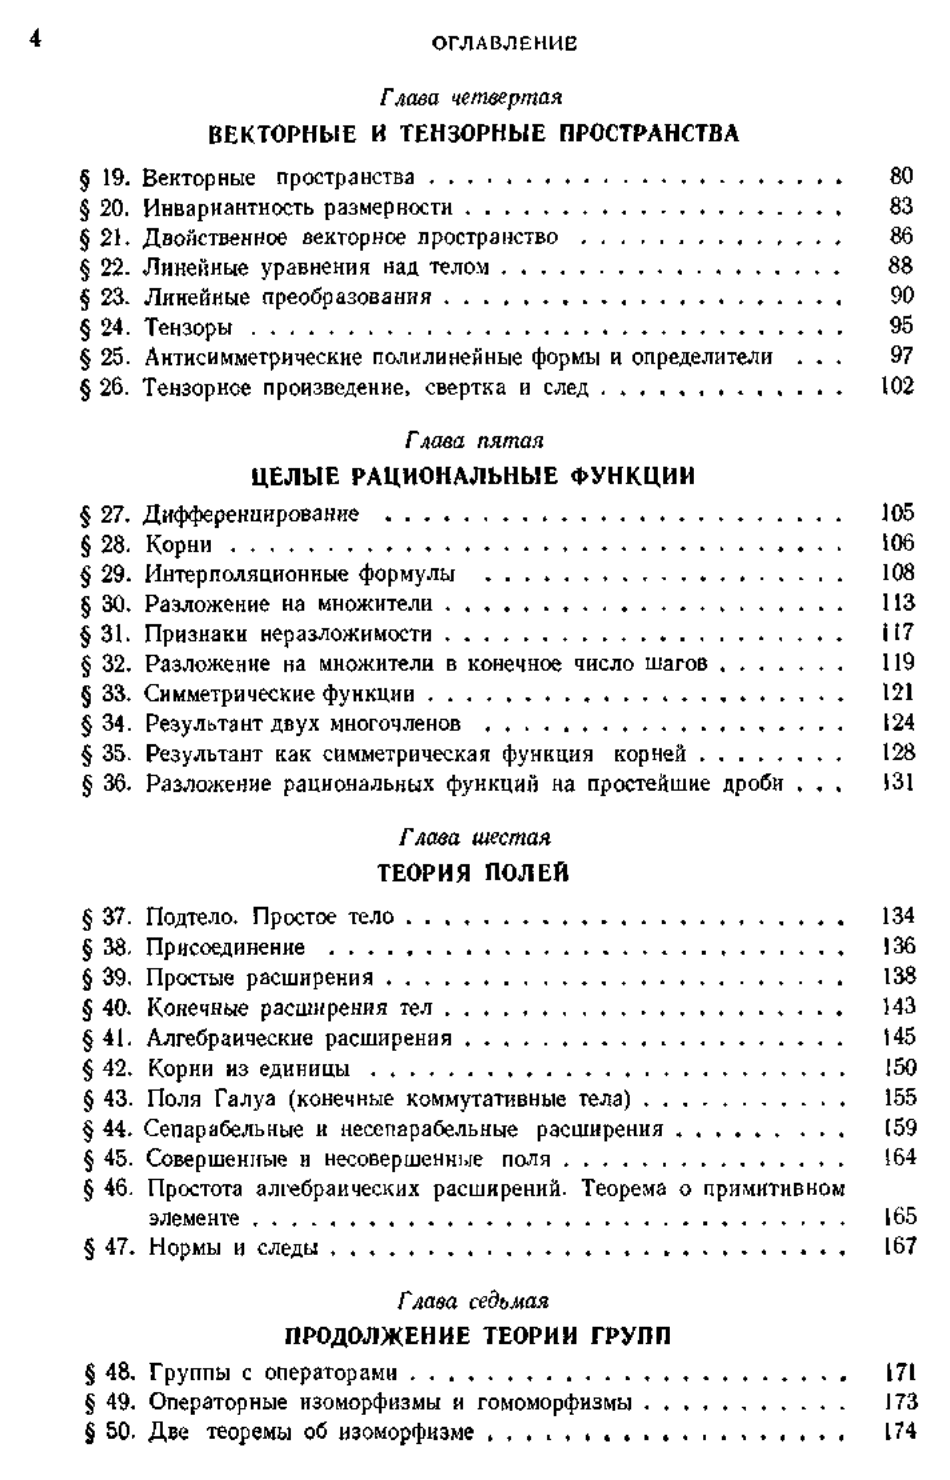 4
ОГЛАВЛЕНИЕ
Глава четвертая
ВЕКТОРНЫЕ И ТЕНЗОРНЫЕ ПРОСТРАНСТВА
§ 19. Векторные пространства . . . . . . . . . . . . . . . . . . . . . . 80
§ 20. Инвариантность размерности . . . . . . . . . . . . . . . . . . . . 83
§ 21. Двойственное векторное пространство . . . . . . . . . . . . . . 86
§ 22. Линейные уравнения над телом . . . . . . . . . . . . . . . . . . 88
§ 23. Линейные преобразования . . . . . . . . . . . . . . . . . . . . . 90
§ 24. Тензоры . . . . . . . . . . . . . . . . . . . . . . . . . . . . . 95
§ 25. Антисимметрические полилинейные формы и определители . . . 97
§ 26. Тензорное произведение, свертка и след . . . . . . . . . . . . . 102
Глава пятая
ЦЕЛЫЕ РАЦИОНАЛЬНЫЕ ФУНКЦИИ
§ 27. Дифференцирование . . . . . . . . . . . . . . . . . . . . . . . . 105
§ 28. Корни . . . . . . . . . . . . . . . . . . . . . . . . . . . . . . 106
§ 29. Интерполяционные формулы . . . . . . . . . . . . . . . . . . . 108
§ 30. Разложение на множители . . . . . . . . . . . . . . . . . . . . . 113
§ 31. Признаки неразложимости . . . . . . . . . . . . . . . . . . . . . 117
§ 32. Разложение на множители в конечное число шагов . . . . . . . 119
§ 33. Симметрические функции . . . . . . . . . . . . . . . . . . . . . . 121
§ 34. Результант двух многочленов . . . . . . . . . . . . . . . . . . . 124
§ 35. Результант как симметрическая функция корней . . . . . . . . 128
§ 36. Разложение рациональных функций на простейшие дроби . . . 131
Глава шестая
ТЕОРИЯ ПОЛЕЙ
§ 37. Подтело. Простое тело . . . . . . . . . . . . . . . . . . . . . . . 134
§ 38. Присоединение . . . . . . . . . . . . . . . . . . . . . . . . . . . 136
§ 39. Простые расширения . . . . . . . . . . . . . . . . . . . . . . . . 138
§ 40. Конечные расширения тел . . . . . . . . . . . . . . . . . . . . . 143
§ 41. Алгебраические расширения . . . . . . . . . . . . . . . . . . . . 145
§ 42. Корни из единицы . . . . . . . . . . . . . . . . . . . . . . . . . 150
§ 43. Поля Галуа (конечные коммутативные тела) . . . . . . . . . . . 155
§ 44. Сепарабельные и несепарабельные расширения . . . . . . . . . 159
§ 45. Совершенные и несовершенные поля . . . . . . . . . . . . . . . 164
§ 46. Простота алгебраических расширений. Теорема о примитивном
элементе . . . . . . . . . . . . . . . . . . . . . . . . . . . . . . . 165
§ 47. Нормы и следы . . . . . . . . . . . . . . . . . . . . . . . . . . . 167
Глава седьмая
ПРОДОЛЖЕНИЕ ТЕОРИИ ГРУПП
§ 48. Группы с операторами . . . . . . . . . . . . . . . . . . . . . . . 171
§ 49. Операторные изоморфизмы и гомоморфизмы . . . . . . . . . . . 173
§ 50. Две теоремы об изоморфизме . . . . . . . . . . . . . . . . . . . 174